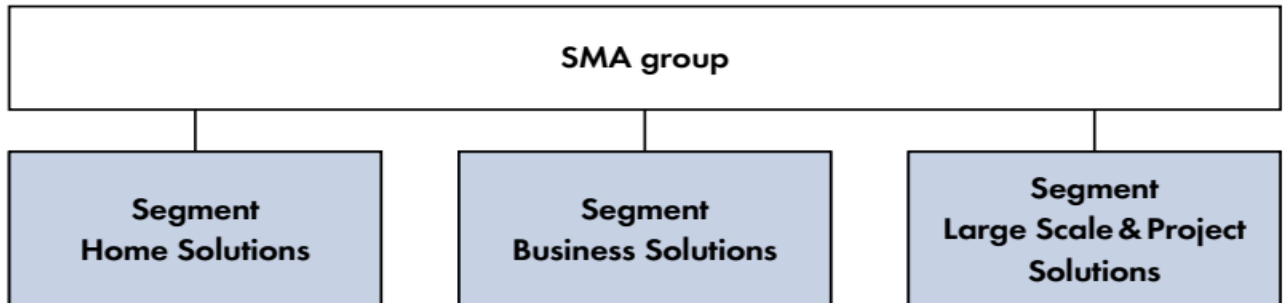 SMA group
Segment
Home Solutions
Segment
Business Solutions
Segment
Large Scale & Project
Solutions